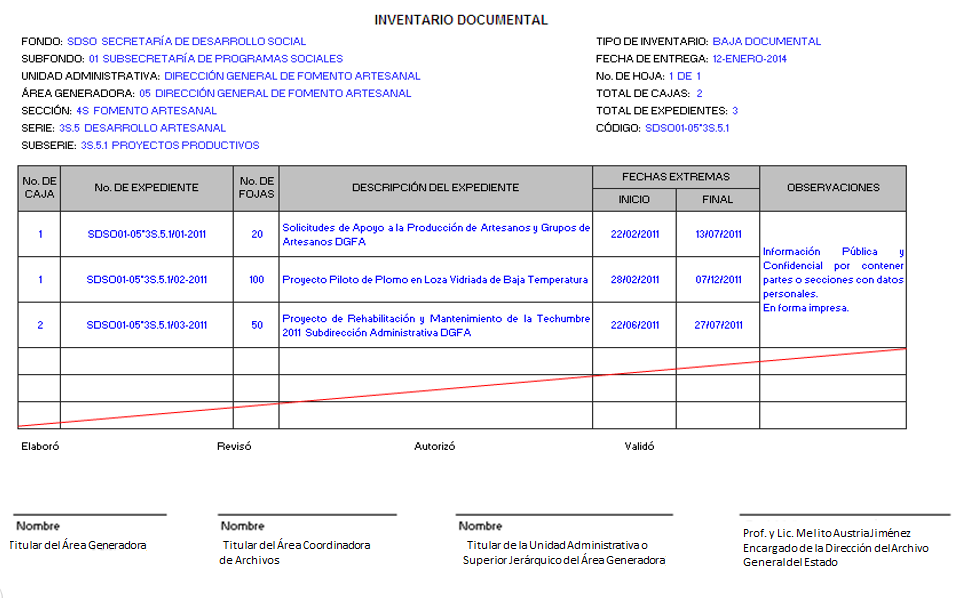 INVENTARIO DOCUMENTAL
FONDO: SDSO SECRETARÍA DE DESARROLLO SOCIAL
SUBFONDO: 01 SUBSECRETARÍA DE PROGRAMAS SOCIALES
UNIDAD ADMINISTRATIVA: DIRECCIÓN GENERAL DE FOMENTO ARTESANAL
ÁREA GENERADORA: 05 DIRECCIÓN GENERAL DE FOMENTO ARTESANAL
SECCIÓN: 4S FOMENTO ARTESANAL
SERIE: 3S.5 DESARROLLO ARTESANAL
SUBSERIE: 3S.5.1 PROYECTOS PRODUCTIVOS
TIPO DE INVENTARIO: BAJA DOCUMENTAL
FECHA DE ENTREGA: 12-ENERO-2014
No. DE HOJA: 1 DE 1
TOTAL DE CAJAS: 2
TOTAL DE EXPEDIENTES: 3
CÓDIGO: SDSO01-05*3S.5.1
No. DE
CAJA
No. DE EXPEDIENTE
No. DE
FOJAS
DESCRIPCIÓN DEL EXPEDIENTE
FECHAS EXTREMAS
INICIO
FINAL
OBSERVACIONES
1
SDSO01-05*3S.5.1/01-2011
20
Solicitudes de Apoyo a la Producción de Artesanos y Grupos de
Artesanos DGFA
22/02/2011
13/07/2011
1
SDSO01-05*3S.5.1/02-2011
100
Proyecto Piloto de Plomo en Loza Vidriada de Baja Temperatura
28/02/2011
07/12/2011
2
SDSO01-05*3S.5.1/03-2011
50
Proyecto de Rehabilitación y Mantenimiento de la Techumbre
2011 Subdirección Administrativa DGFA
22/06/2011
27/07/2011
Información Pública y
Confidencial por contener
partes o secciones con datos
personales.
En forma impresa.
Elaboró
Revisó
Autorizó
Validó
Nombre
Titular del Área Generadora
Nombre
Titular del Área Coordinadora
de Archivos
Nombre
Titular de la Unidad Administrativa o
Superior Jerárquico del Área Generadora
Prof. y Lic. Melito Austria Jiménez
Encargado de la Dirección del Archivo
General del Estado